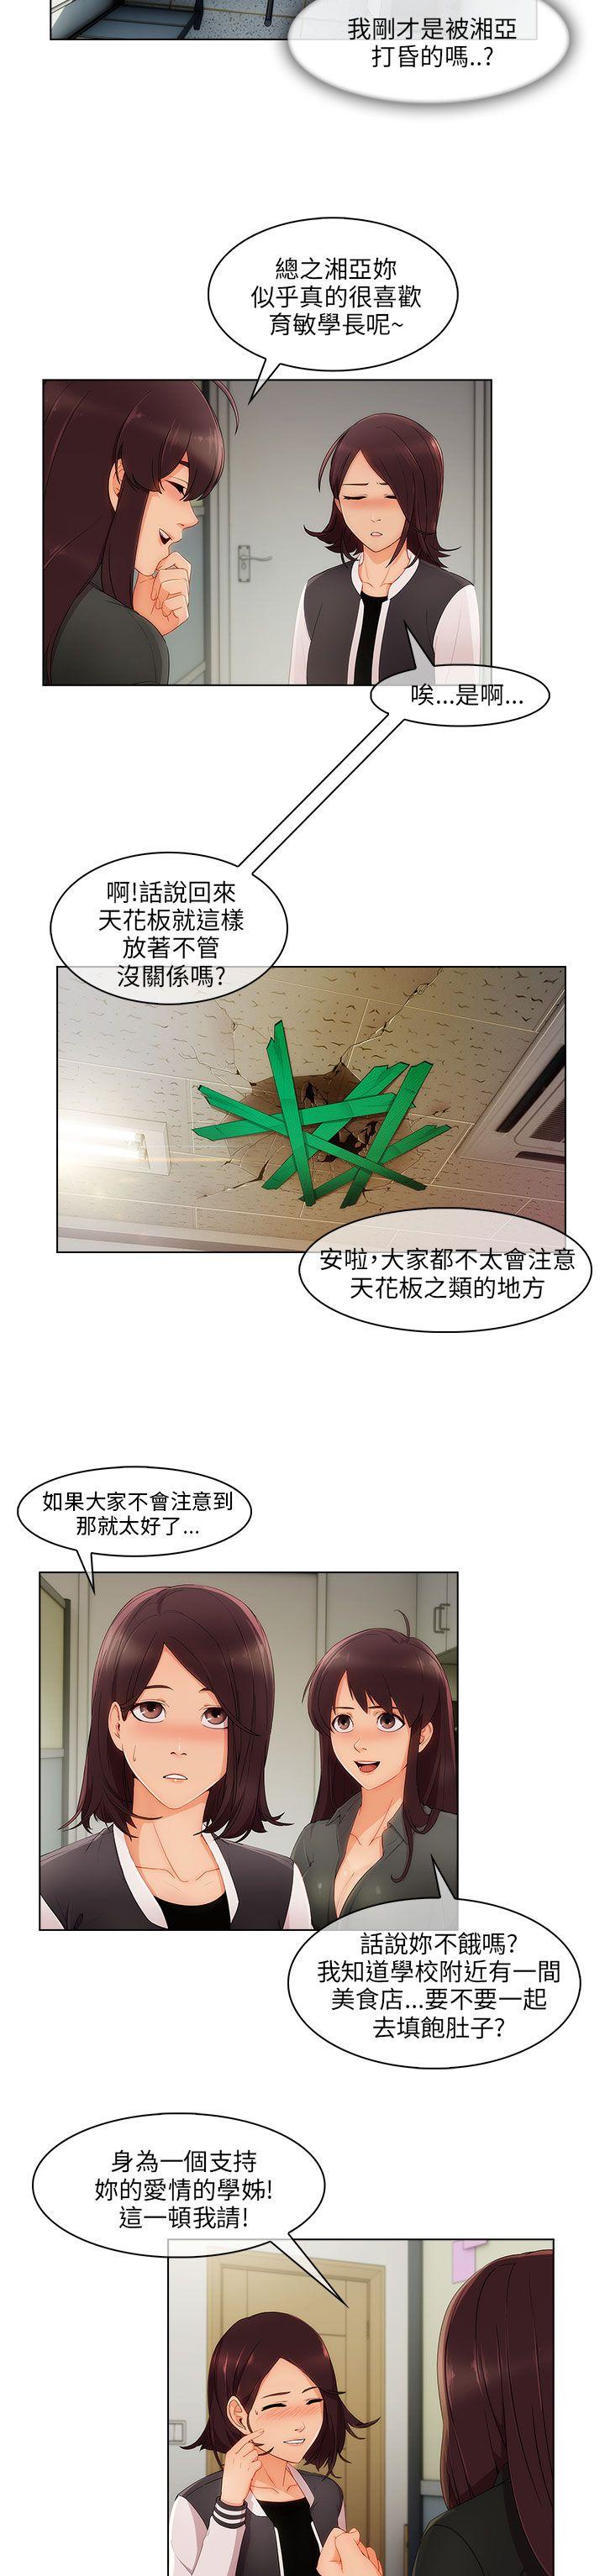 我剛才是被湘亞
打昏的嗎..?
總之湘亞妳
似乎真的很喜歡
育敏學長呢~
唉...是啊...
啊!話說回來
天花板就這樣
放著不管
沒關係嗎?
安啦,大家都不太會注意
天花板之類的地方
如果大家不會注意到
那就太好了...
話說妳不餓嗎?
我知道學校附近有一間
美食店...要不要一起
去填飽肚子?
身為一個支持
妳的愛情的學姊!
這一頓我請!